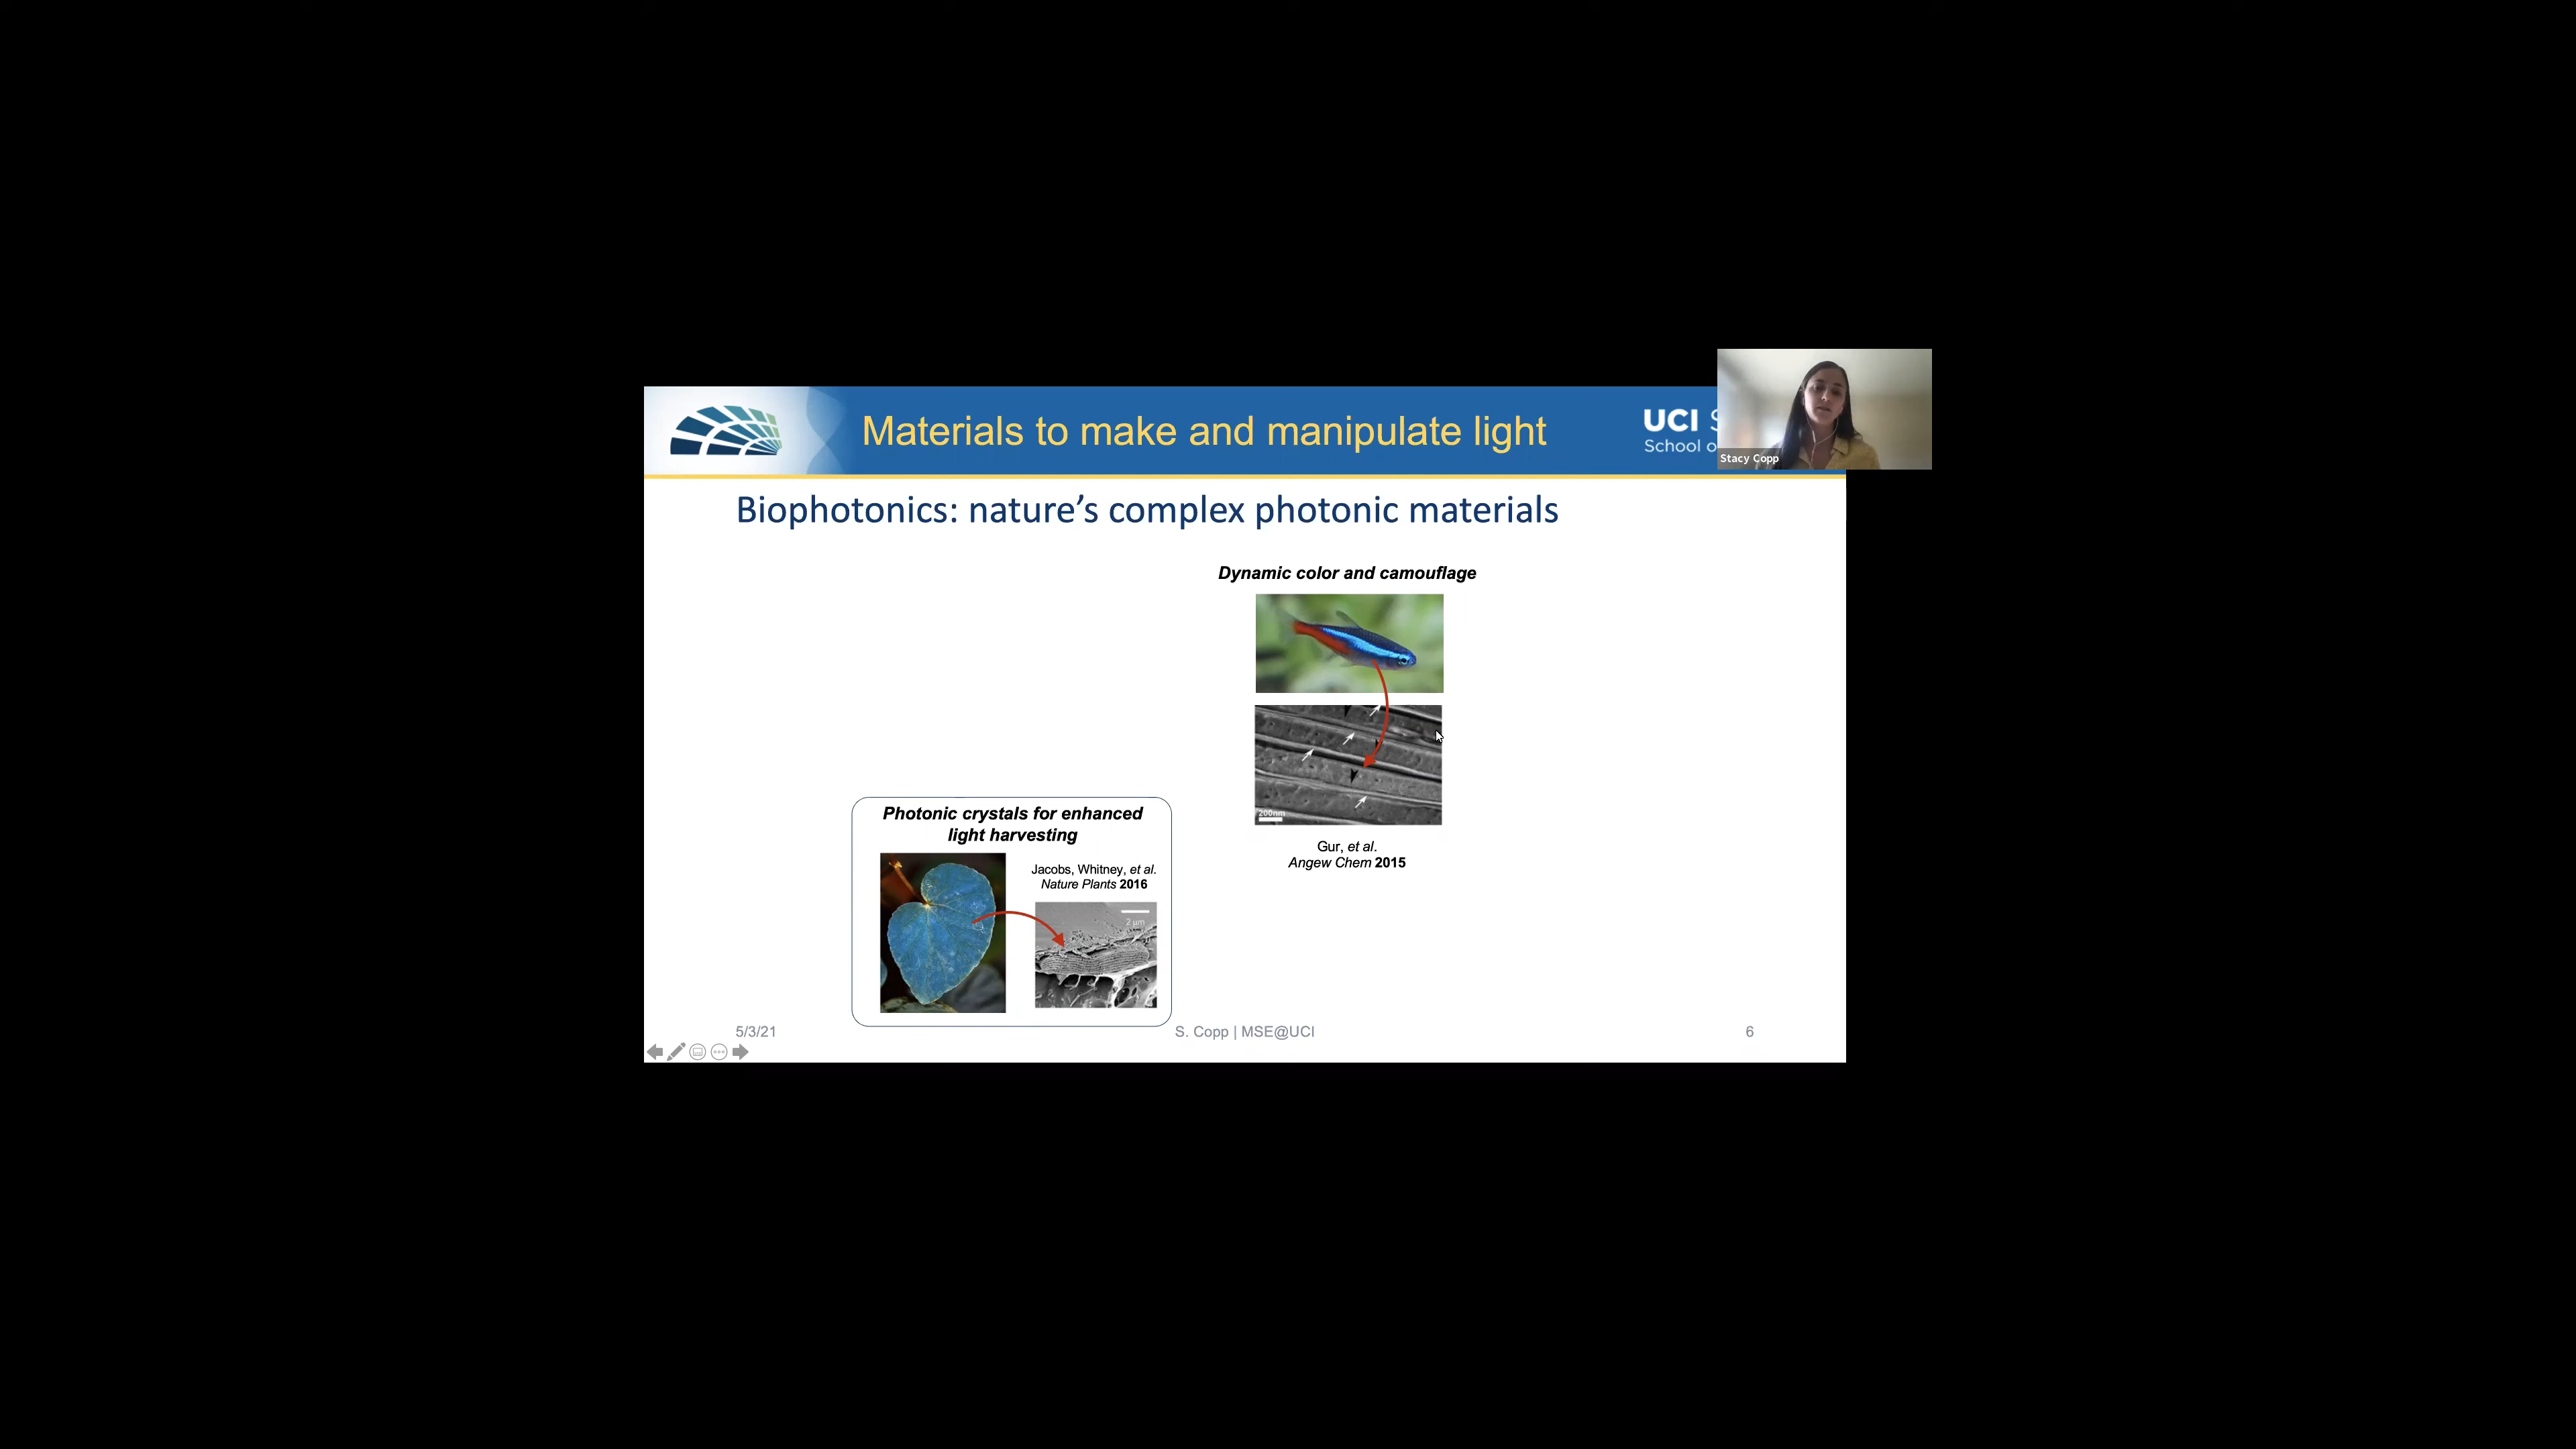 Materials to make and manipulate light
UCI
School o
Stacy Copp
Biophotonics: nature’s complex photonic materials
Dynamic color and camouflage
200nm
Gur, et al.
Angew Chem 2015
Photonic crystals for enhanced
light harvesting
Jacobs, Whitney, et al.
Nature Plants 2016
2 μm
5/3/21
S. Copp | MSE@UCI
6